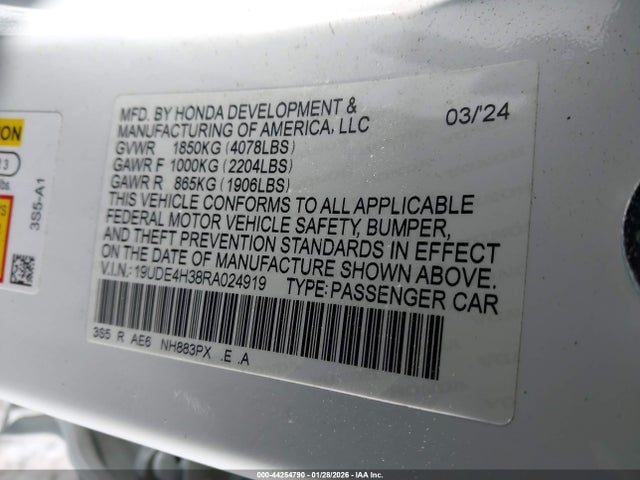 MFD. BY HONDA DEVELOPMENT &
MANUFACTURING OF AMERICA, LLC
03/'24
GVWR 1850KG (4078LBS)
GAWR F 1000KG (2204LBS)
GAWR R 865KG (1906LBS)
THIS VEHICLE CONFORMS TO ALL APPLICABLE
FEDERAL MOTOR VEHICLE SAFETY, BUMPER,
AND THEFT PREVENTION STANDARDS IN EFFECT
ON THE DATE OF MANUFACTURE SHOWN ABOVE.
V.I.N.: 19UDE4H38RA024919 TYPE: PASSENGER CAR
3S5 R AE6 NH883PX .E .A
3S5-A1
000-44254790 - 01/28/2026 - IAA Inc.